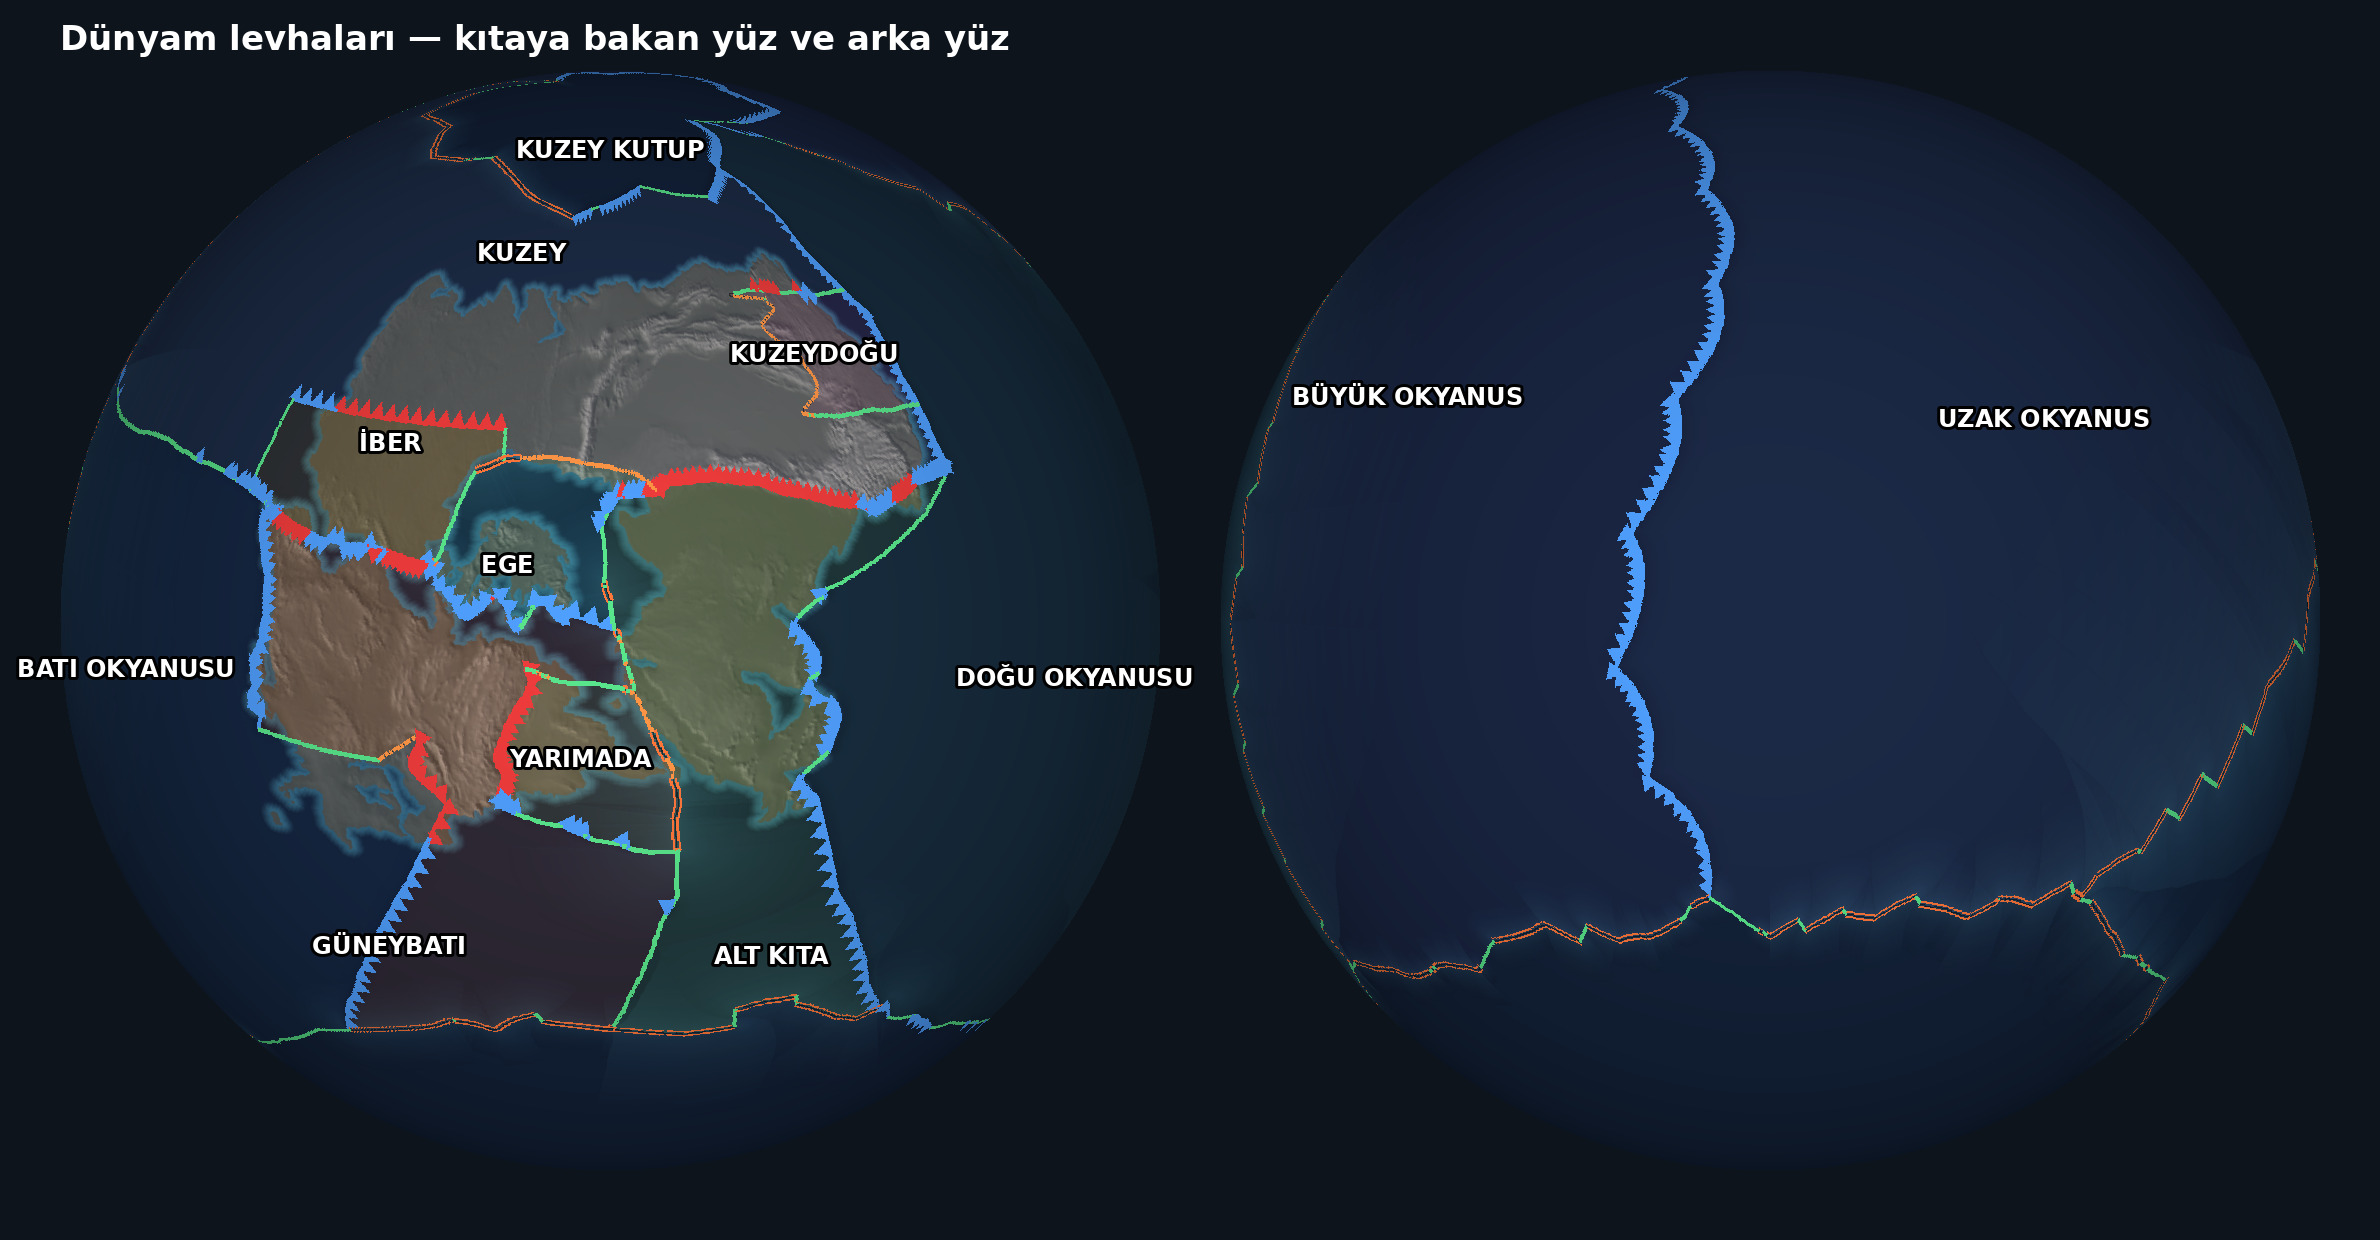 Dünyam levhaları — kıtaya bakan yüz ve arka yüz
KUZEY KUTUP
KUZEY
KUZEYDOĞU
BÜYÜK OKYANUS
UZAK OKYANUS
İBER
EGE
BATI OKYANUSU
DOĞU OKYANUSU
YARIMADA
GÜNEYBATI
ALT KITA